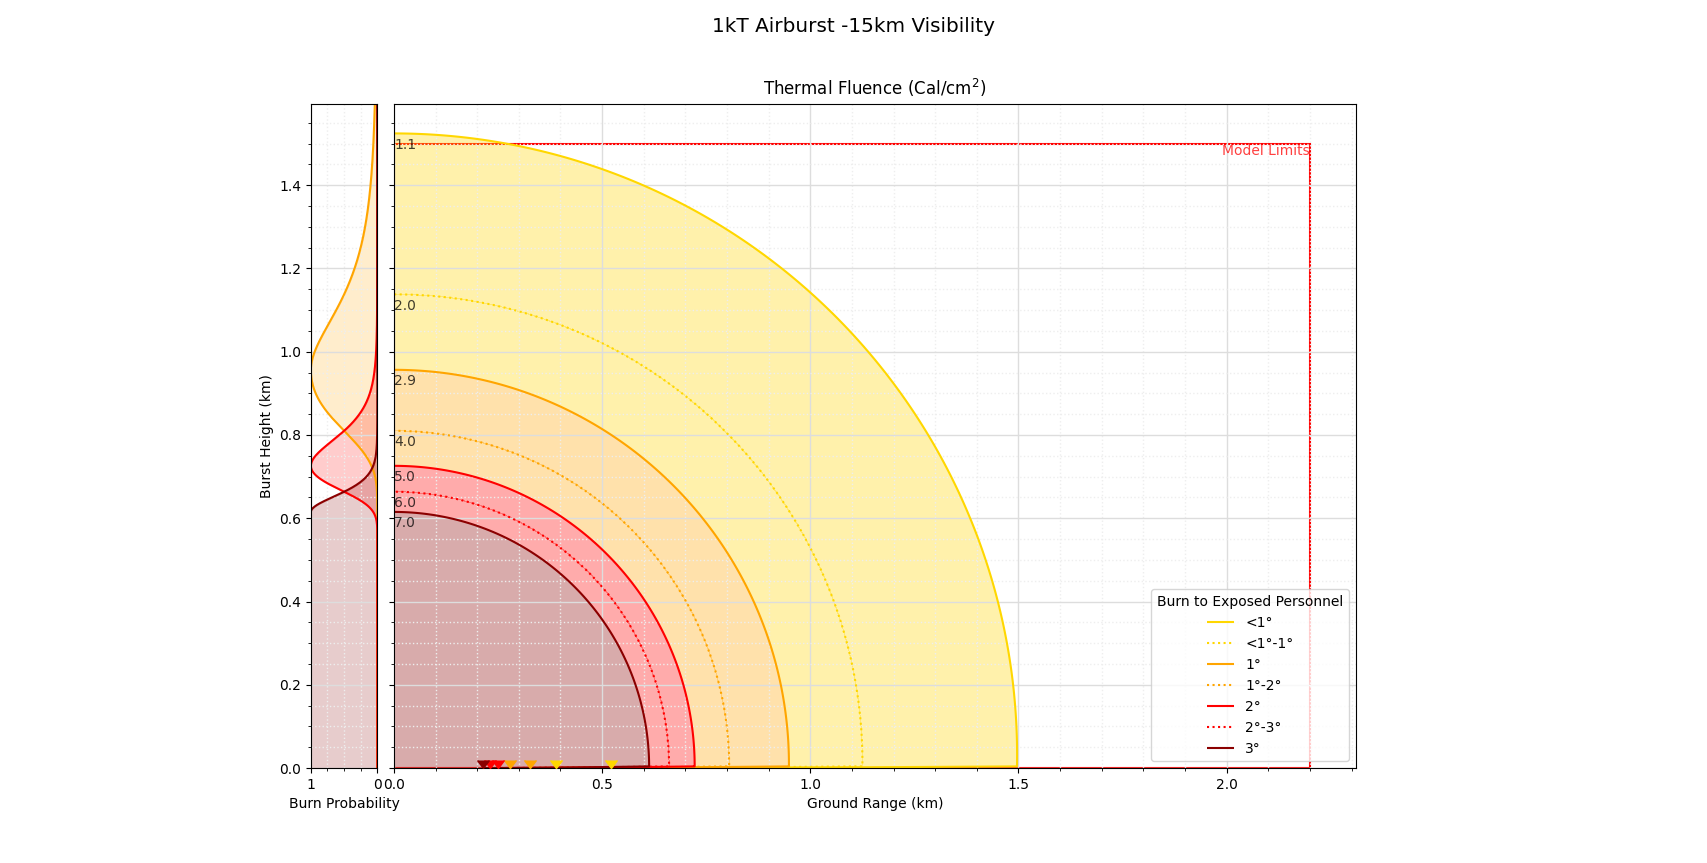 1kT Airburst -15km Visibility
Thermal Fluence (Cal/cm²)
Model Limits
1.1
2.0
2.9
4.0
5.0
6.0
7.0
Burst Height (km)
1.4
1.2
1.0
0.8
0.6
0.4
0.2
0.0
Burn to Exposed Personnel
<1°
<1°-1°
1°
1°-2°
2°
2°-3°
3°
1 0
0.0 0.5 1.0 1.5 2.0
Burn Probability
Ground Range (km)